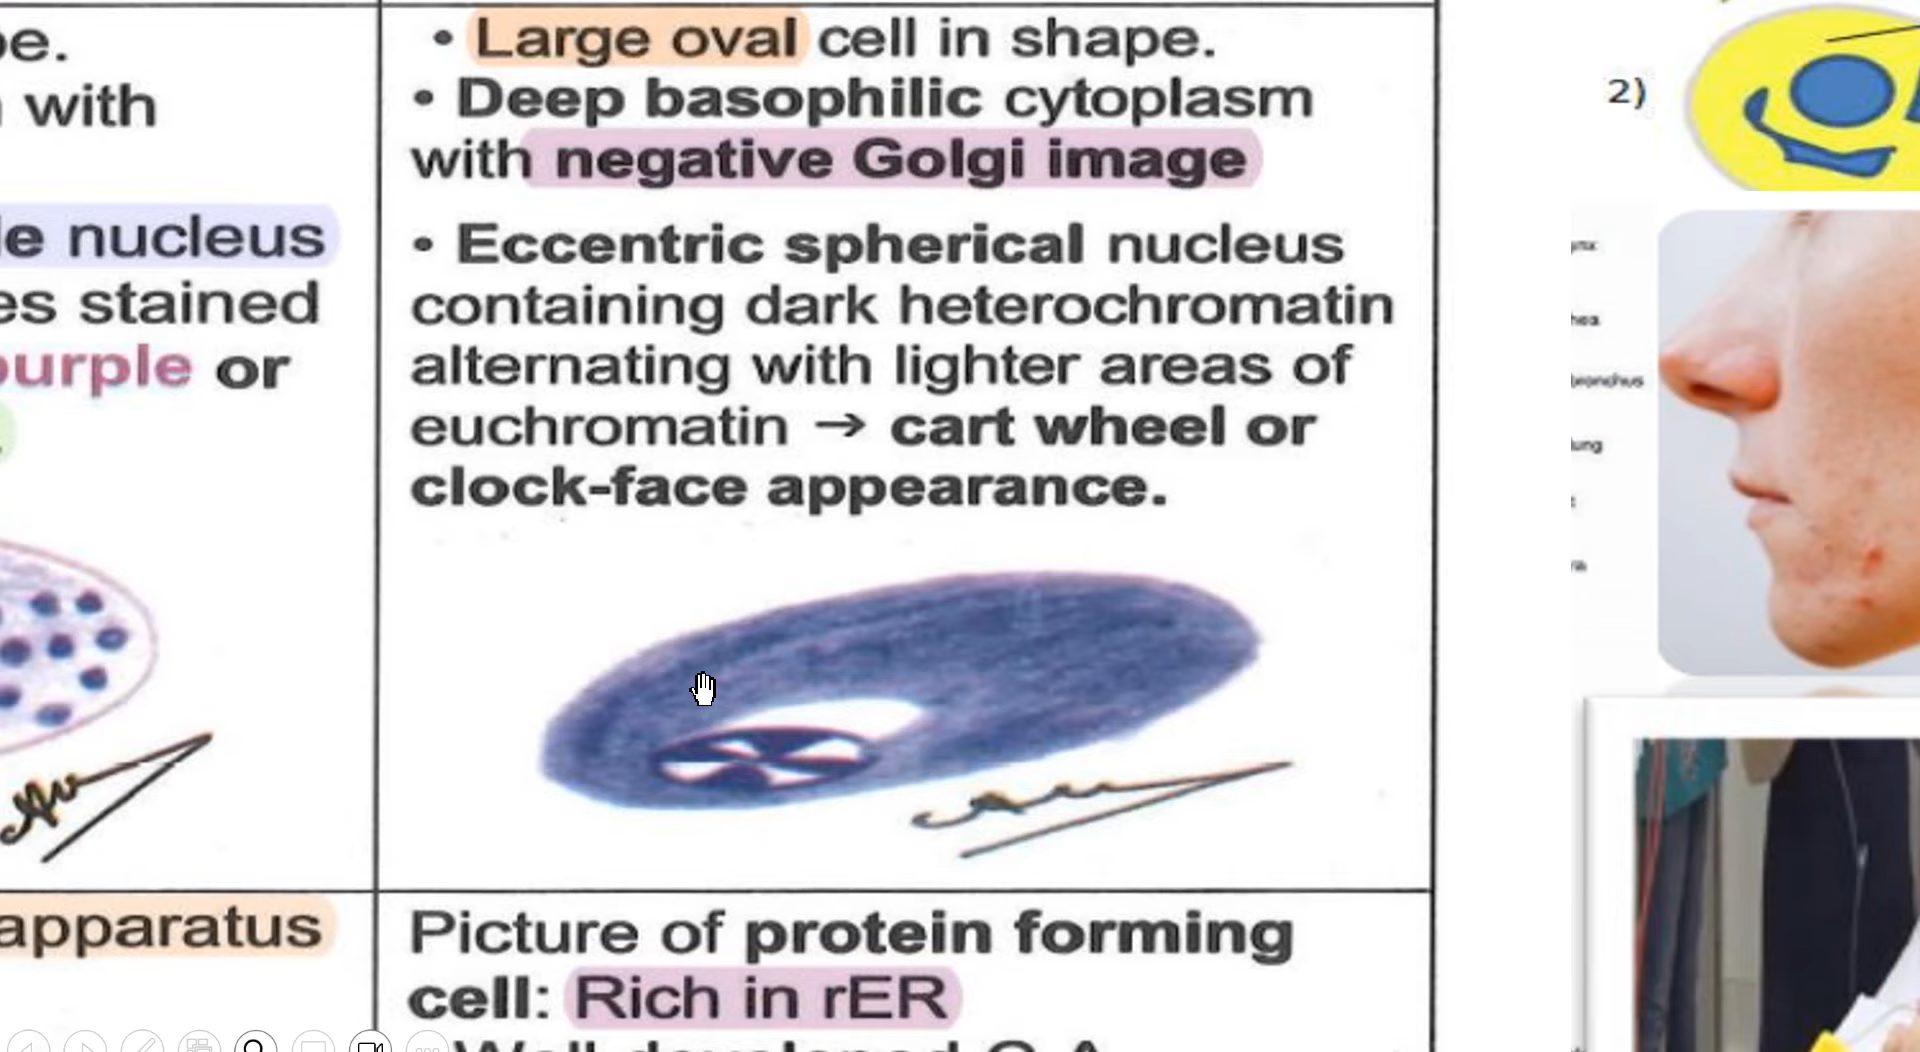 pe.
with
le nucleus
es stained
purple or
apparatus
• Large oval cell in shape.
• Deep basophilic cytoplasm
with negative Golgi image
• Eccentric spherical nucleus
containing dark heterochromatin
alternating with lighter areas of
euchromatin → cart wheel or
clock-face appearance.
Picture of protein forming
cell: Rich in rER
2)
bronchus
lung